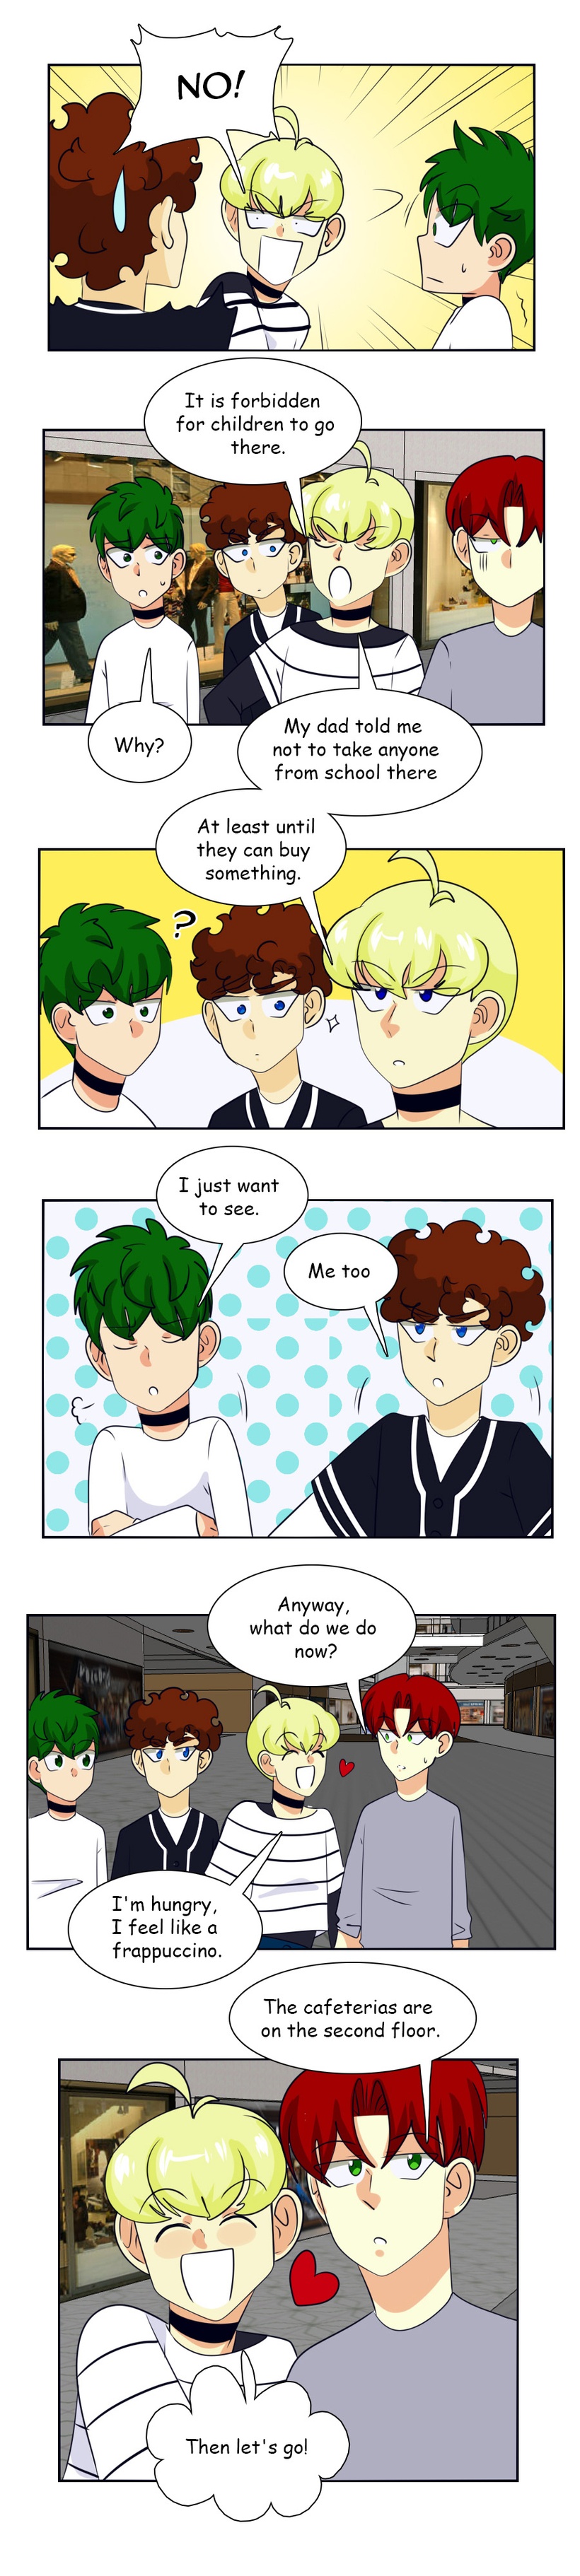 NO!
It is forbidden
for children to go
there.
Why?
My dad told me
not to take anyone
from school there
At least until
they can buy
something.
?
I just want
to see.
Me too
Anyway,
what do we do
now?
I'm hungry,
I feel like a
frappuccino.
The cafeterias are
on the second floor.
Then let's go!